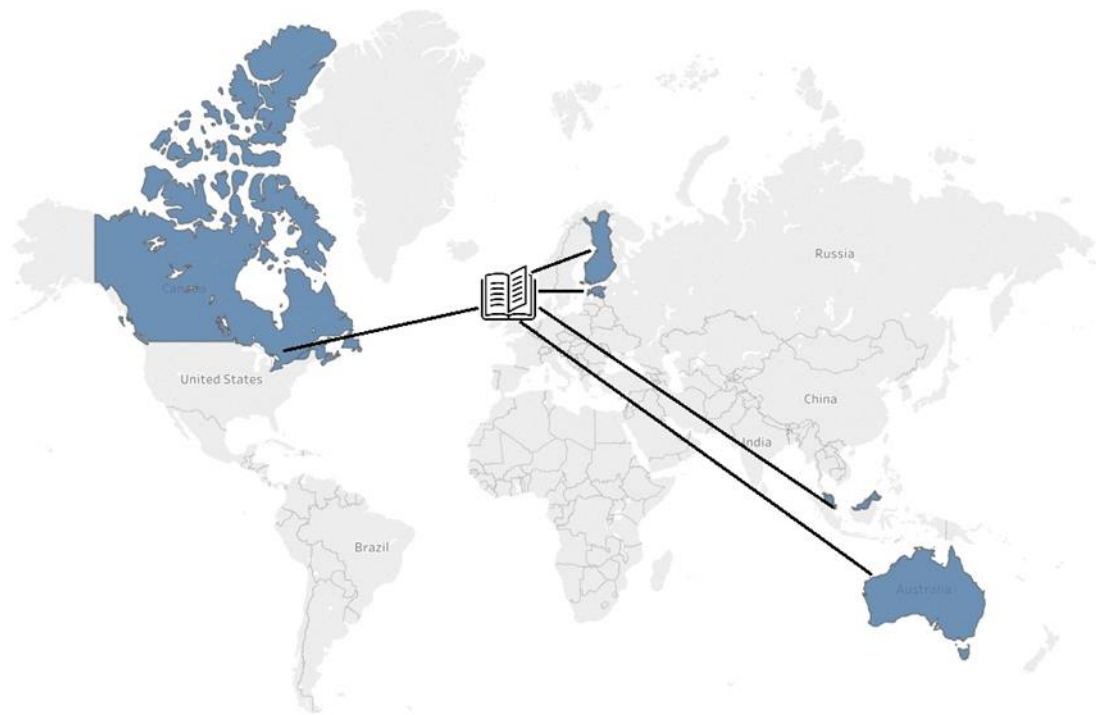 Canada
Russia
United States
China
India
Brazil
Australia